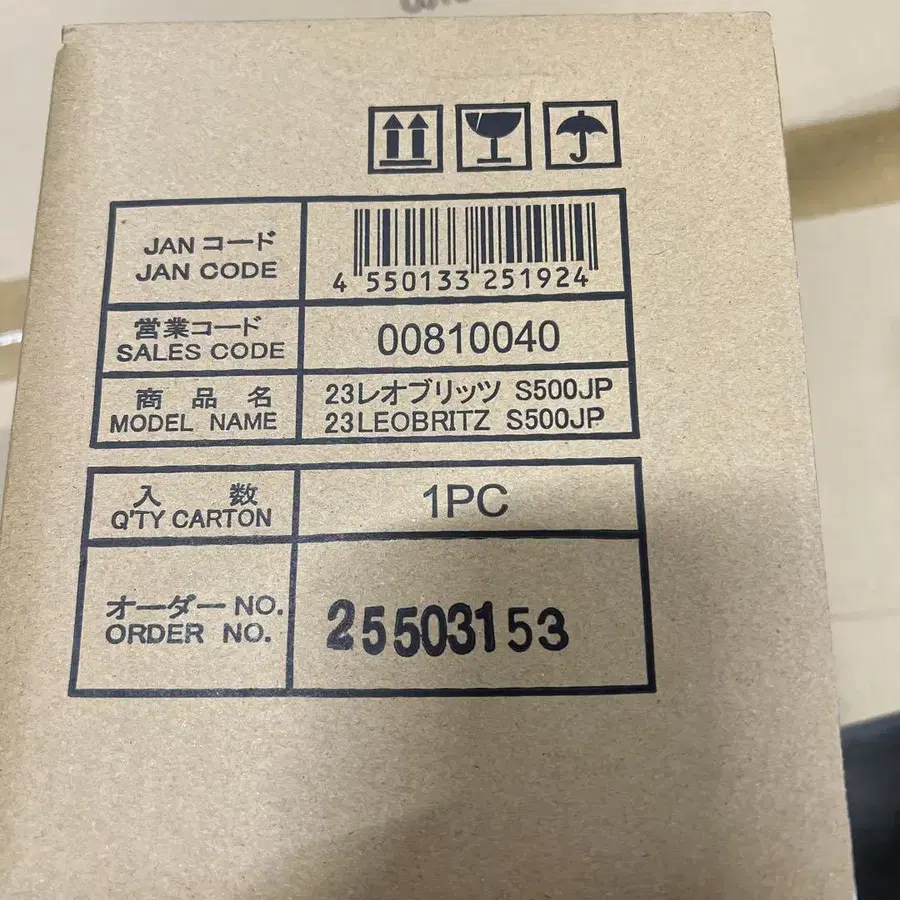 JAN コード
JAN CODE
4 550133 251924
営業コード
SALES CODE
00810040
商品名
MODEL NAME
23レオブリッツ S500JP
23LEOBRITZ S500JP
入数
Q'TY CARTON
1PC
オーダー NO.
ORDER NO.
25503153